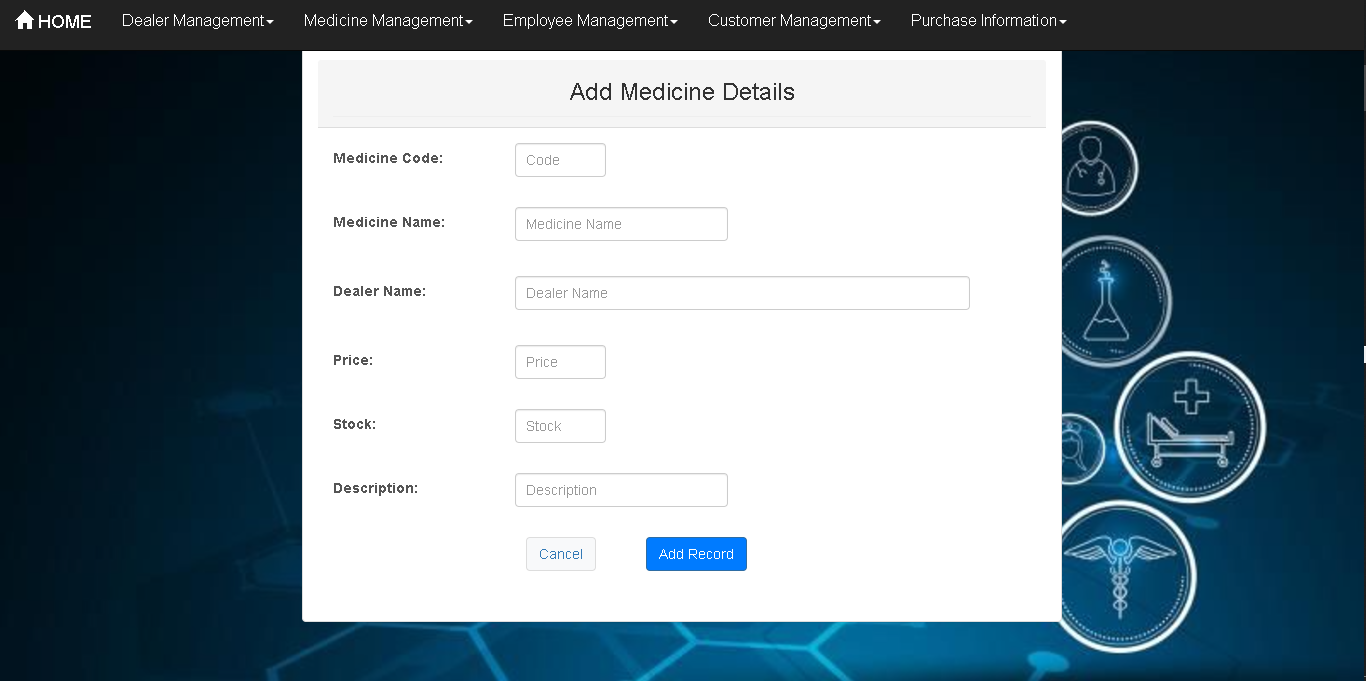 HOME Dealer Management Medicine Management Employee Management Customer Management Purchase Information
Add Medicine Details
Medicine Code: Code
Medicine Name: Medicine Name
Dealer Name: Dealer Name
Price: Price
Stock: Stock
Description: Description
Cancel Add Record